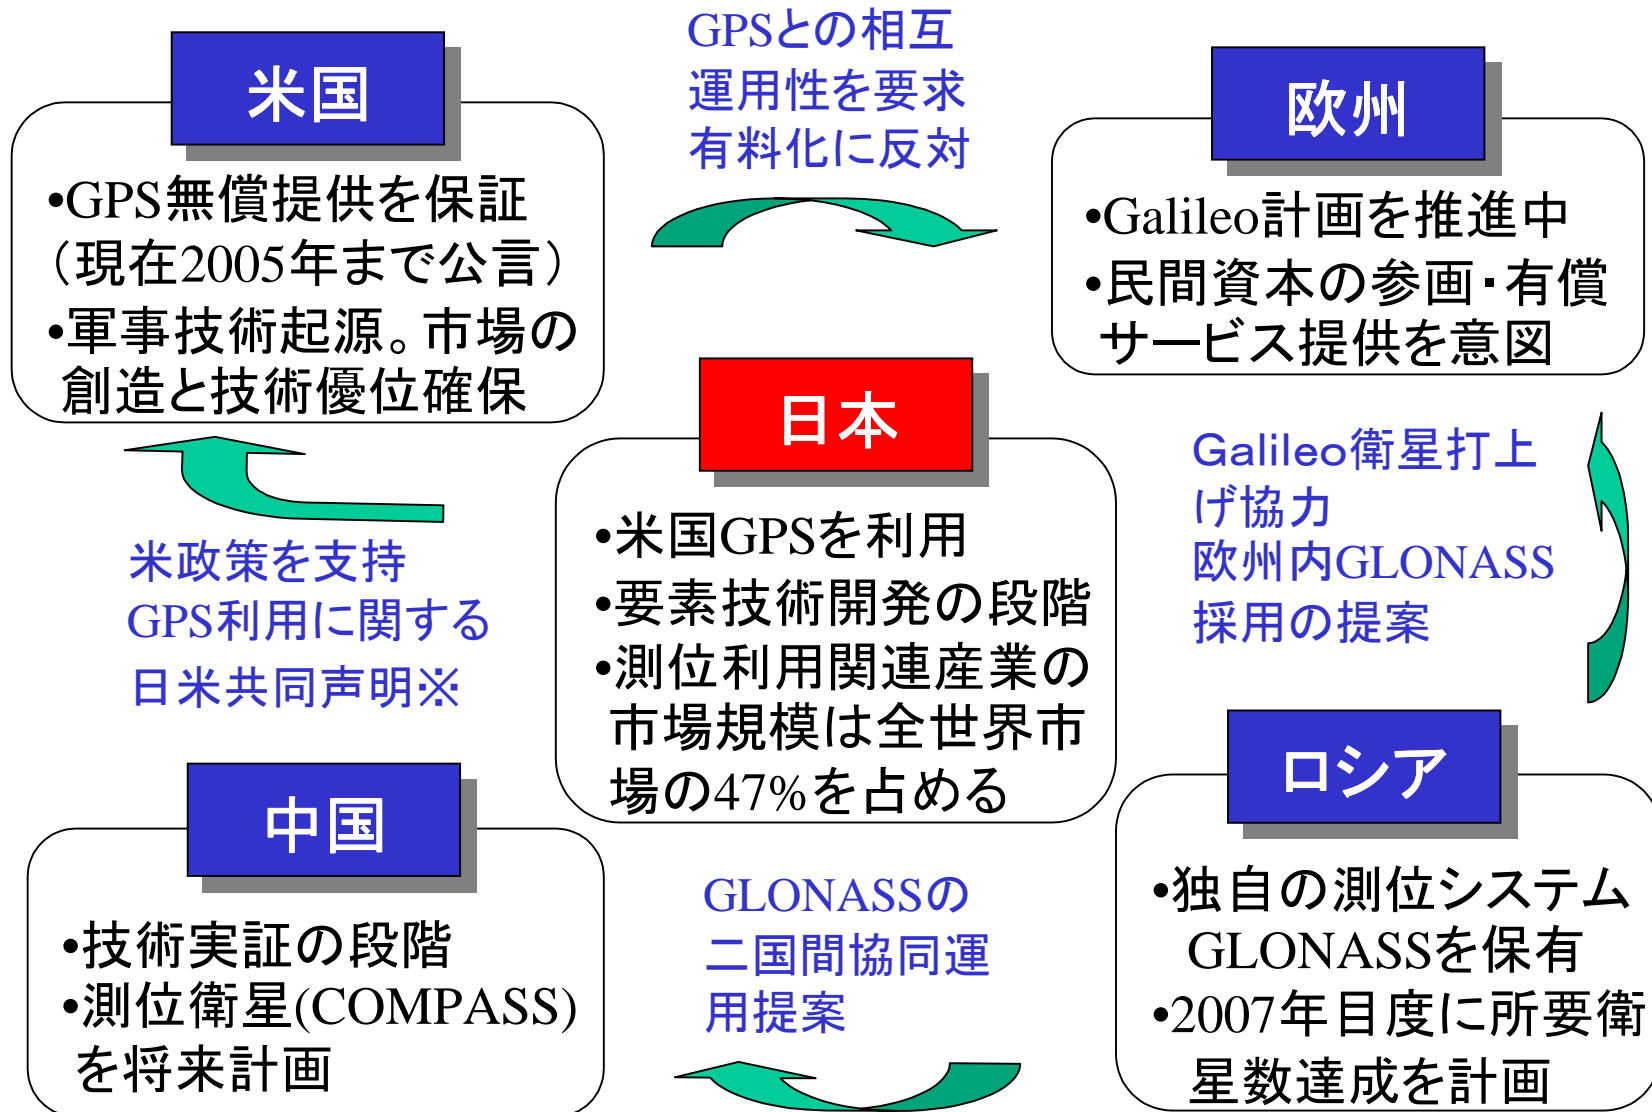 GPSとの相互
運用性を要求
有料化に反対
米国
•GPS無償提供を保証
（現在2005年まで公言）
•軍事技術起源。市場の
創造と技術優位確保
欧州
•Galileo計画を推進中
•民間資本の参画・有償
サービス提供を意図
日本
•米国GPSを利用
•要素技術開発の段階
•測位利用関連産業の
市場規模は全世界市
場の47%を占める
米政策を支持
GPS利用に関する
日米共同声明※
Galileo衛星打上
げ協力
欧州内GLONASS
採用の提案
中国
•技術実証の段階
•測位衛星(COMPASS)
を将来計画
GLONASSの
二国間協同運
用提案
ロシア
•独自の測位システム
GLONASSを保有
•2007年目度に所要衛
星数達成を計画